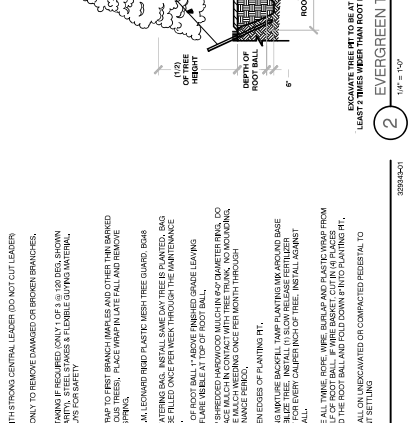 ITH STRONG CENTRAL LEADER (DO NOT CUT LEADER)
ONLY TO REMOVE DAMAGED OR BROKEN BRANCHES,
TAKING IF REQUIRED (ONLY 1 OF 3 @ 120 DEG. SHOWN
ARITY). STEEL STAKES & FLEXIBLE GUYING MATERIAL,
UYS FOR SAFETY
RAP TO FIRST BRANCH (MAPLES AND OTHER THIN BARKED
OUS TREES). PLACE WRAP IN LATE FALL AND REMOVE
SPRING,
.M. LEONARD RIGID PLASTIC MESH TREE GUARD. BG48
ATERING BAG. INSTALL SAME DAY TREE IS PLANTED. BAG
BE FILLED ONCE PER WEEK THROUGH THE MAINTENANCE
OF ROOT BALL 1" ABOVE FINISHED GRADE LEAVING
FLARE VISIBLE AT TOP OF ROOT BALL,
SHREDDED HARDWOOD MULCH IN 4'-0" DIAMETER RING, DO
ACE MULCH IN CONTACT WITH TREE TRUNK. NO MOUNDING,
E MULCH WEEDING ONCE PER MONTH THROUGH
NANCE PERIOD,
EN EDGES OF PLANTING PIT,
NG MIXTURE BACKFILL. TAMP PLANTING MIX AROUND BASE
BILIZE TREE, INSTALL (1) SLOW RELEASE FERTILIZER
FOR EVERY CALIPER INCH OF TREE, INSTALL AGAINST
ALL.
E ALL TWINE, ROPE, WIRE, BURLAP AND PLASTIC WRAP FROM
LF OF ROOT BALL. IF WIRE BASKET, CUT IN (4) PLACES
D THE ROOT BALL AND FOLD DOWN 8" INTO PLANTING PIT,
ALL ON UNEXCAVATED OR COMPACTED PEDESTAL TO
NT SETTLING
(1/2)
OF TREE
HEIGHT
DEPTH OF
ROOT BALL
6"
ROO
EXCAVATE TREE PIT TO BE AT
LEAST 2 TIMES WIDER THAN ROOT
2
EVERGREEN T
1/4" = 1'-0"
329343-01